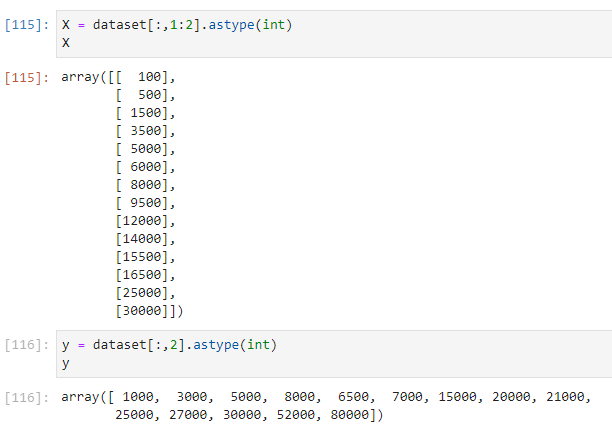 [115]: X = dataset[:,1:2].astype(int)
X
[115]: array([[  100],
[  500],
[ 1500],
[ 3500],
[ 5000],
[ 6000],
[ 8000],
[ 9500],
[12000],
[14000],
[15500],
[16500],
[25000],
[30000]])
[116]: y = dataset[:,2].astype(int)
y
[116]: array([ 1000,  3000,  5000,  8000,  6500,  7000, 15000, 20000, 21000,
25000, 27000, 30000, 52000, 80000])